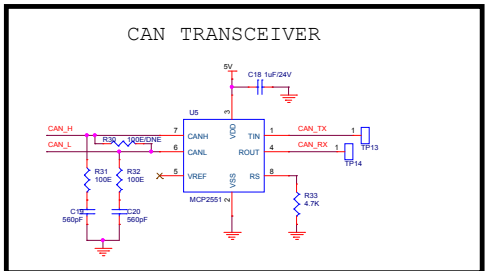 CAN TRANSCEIVER
5V
C18 1uF/24V
U5
3
CAN_H
7
CANH
VDD
TIN
1
CAN_TX
1
TP13
R30
100E/DNE
CAN_L
6
CANL
ROUT
4
CAN_RX
1
TP14
R31
100E
R32
100E
5
VREF
VSS
RS
8
MCP2551
2
R33
4.7K
C19
560pF
C20
560pF